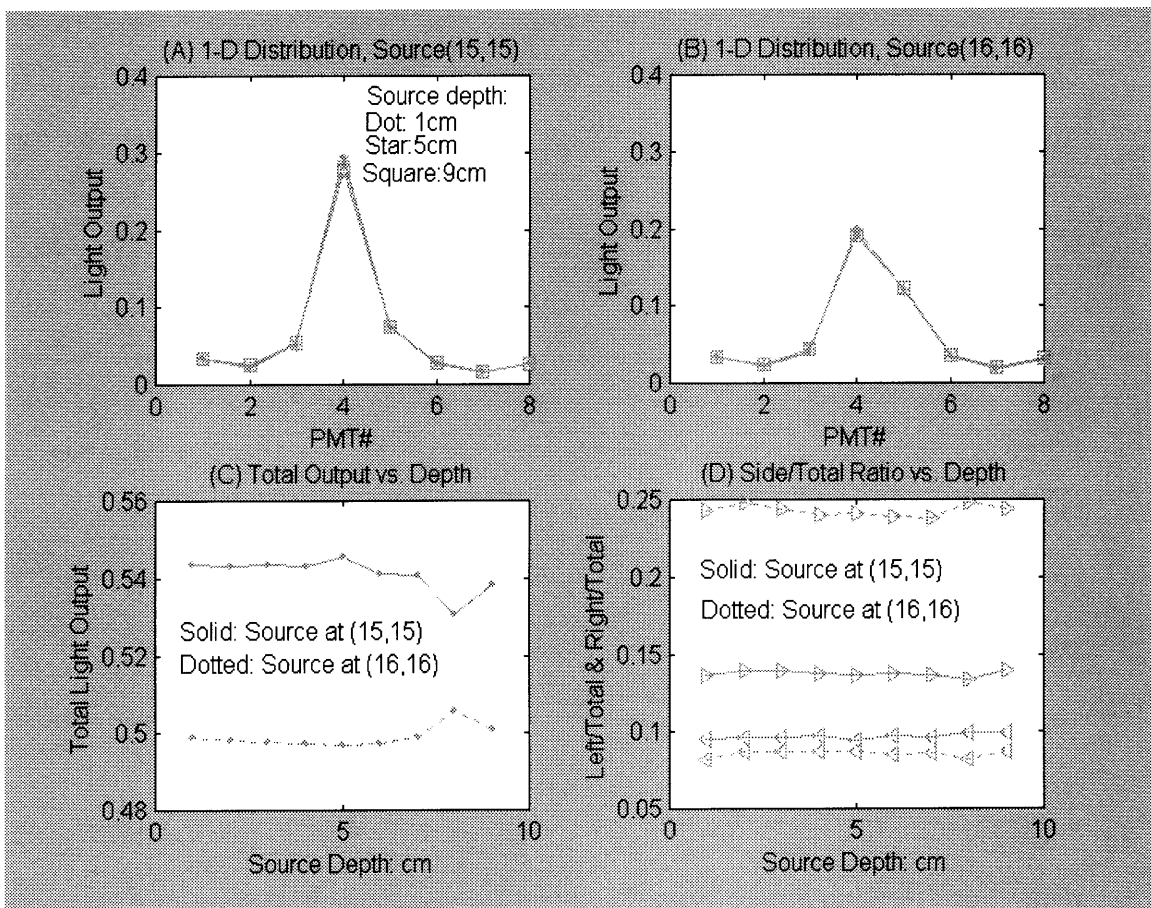 (A) 1-D Distribution, Source(15,15)
0.4
0.3
0.2
0.1
0
Light Output
Source depth:
Dot: 1cm
Star:5cm
Square:9cm
0 2 4 6 8
PMT#
(B) 1-D Distribution, Source(16,16)
0.4
0.3
0.2
0.1
0
Light Output
0 2 4 6 8
PMT#
(C) Total Output vs. Depth
0.56
0.54
0.52
0.5
0.48
Total Light Output
Solid: Source at (15,15)
Dotted: Source at (16,16)
0 5 10
Source Depth: cm
(D) Side/Total Ratio vs. Depth
0.25
0.2
0.15
0.1
0.05
Left/Total & Right/Total
Solid: Source at (15,15)
Dotted: Source at (16,16)
0 5 10
Source Depth: cm